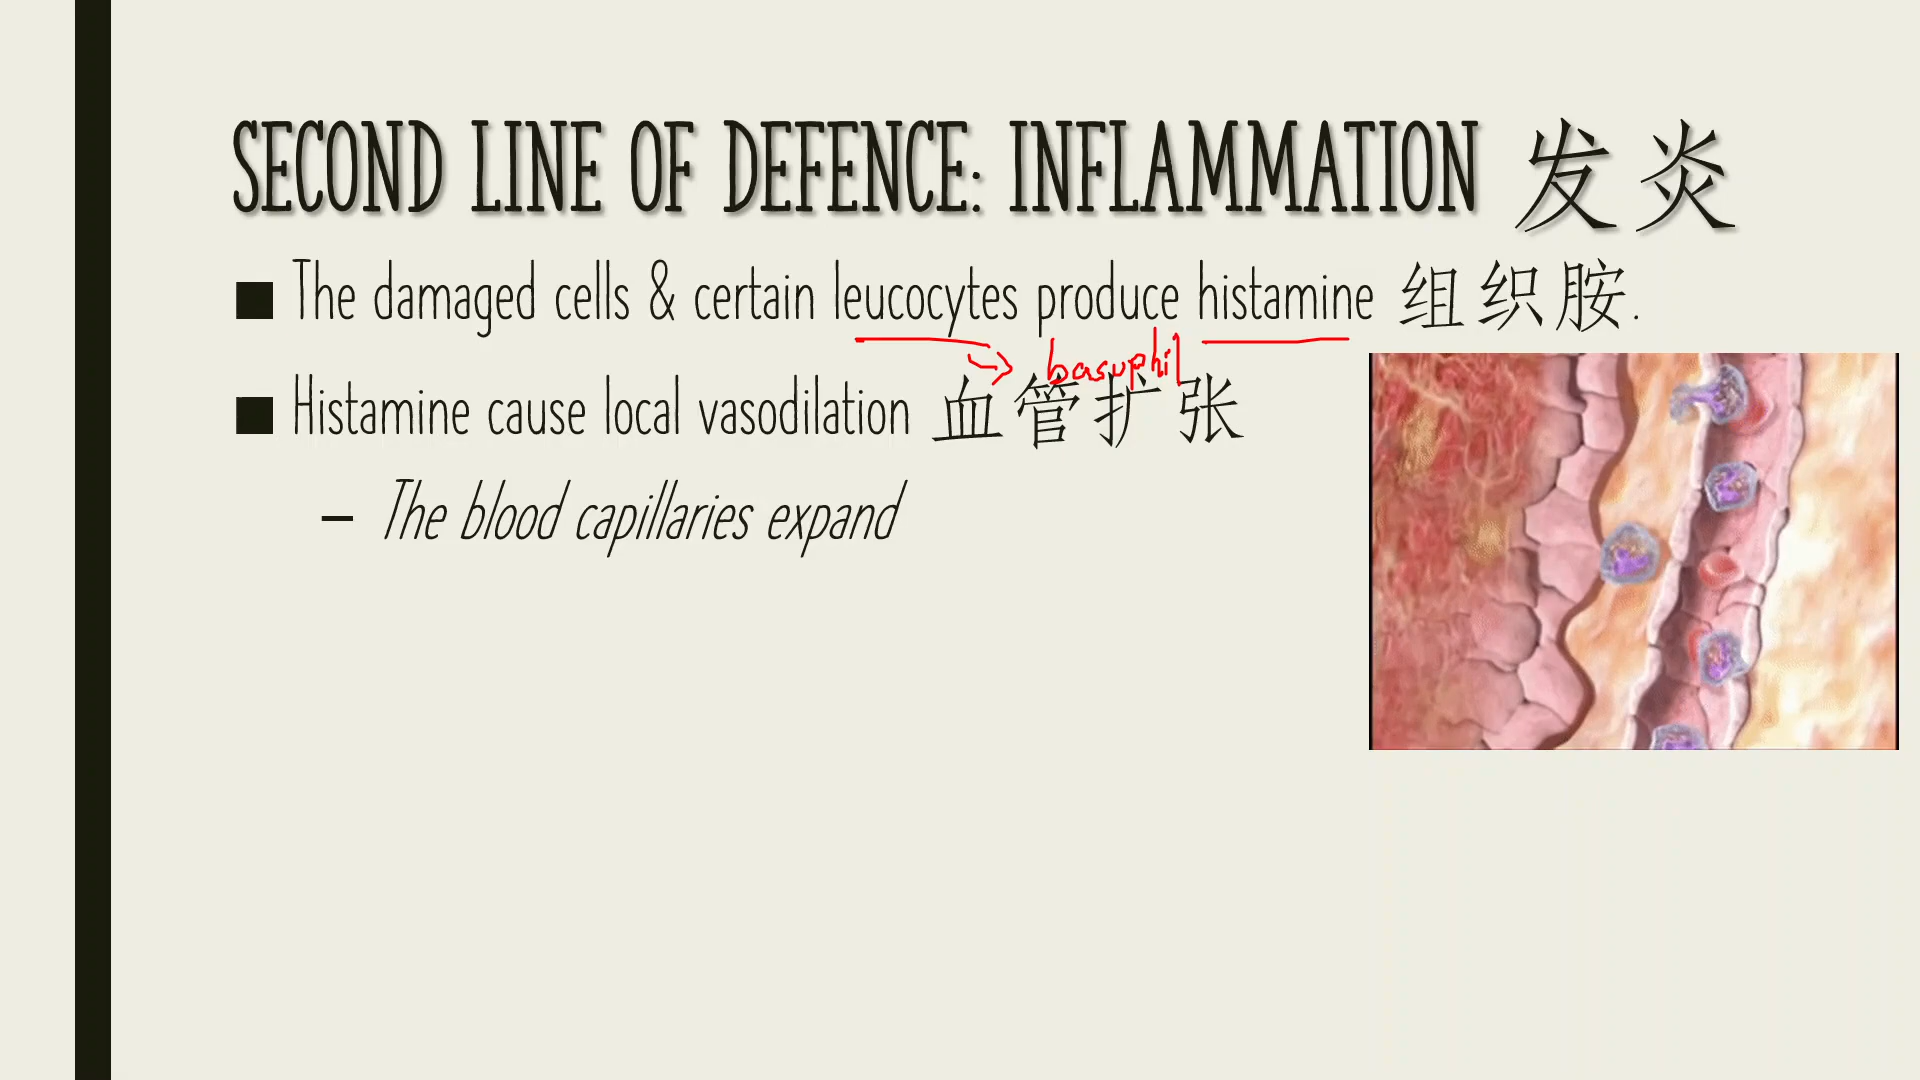 SECOND LINE OF DEFENCE: INFLAMMATION 发炎
■ The damaged cells & certain leucocytes produce histamine 组织胺.
basophil
■ Histamine cause local vasodilation 血管扩张
– The blood capillaries expand